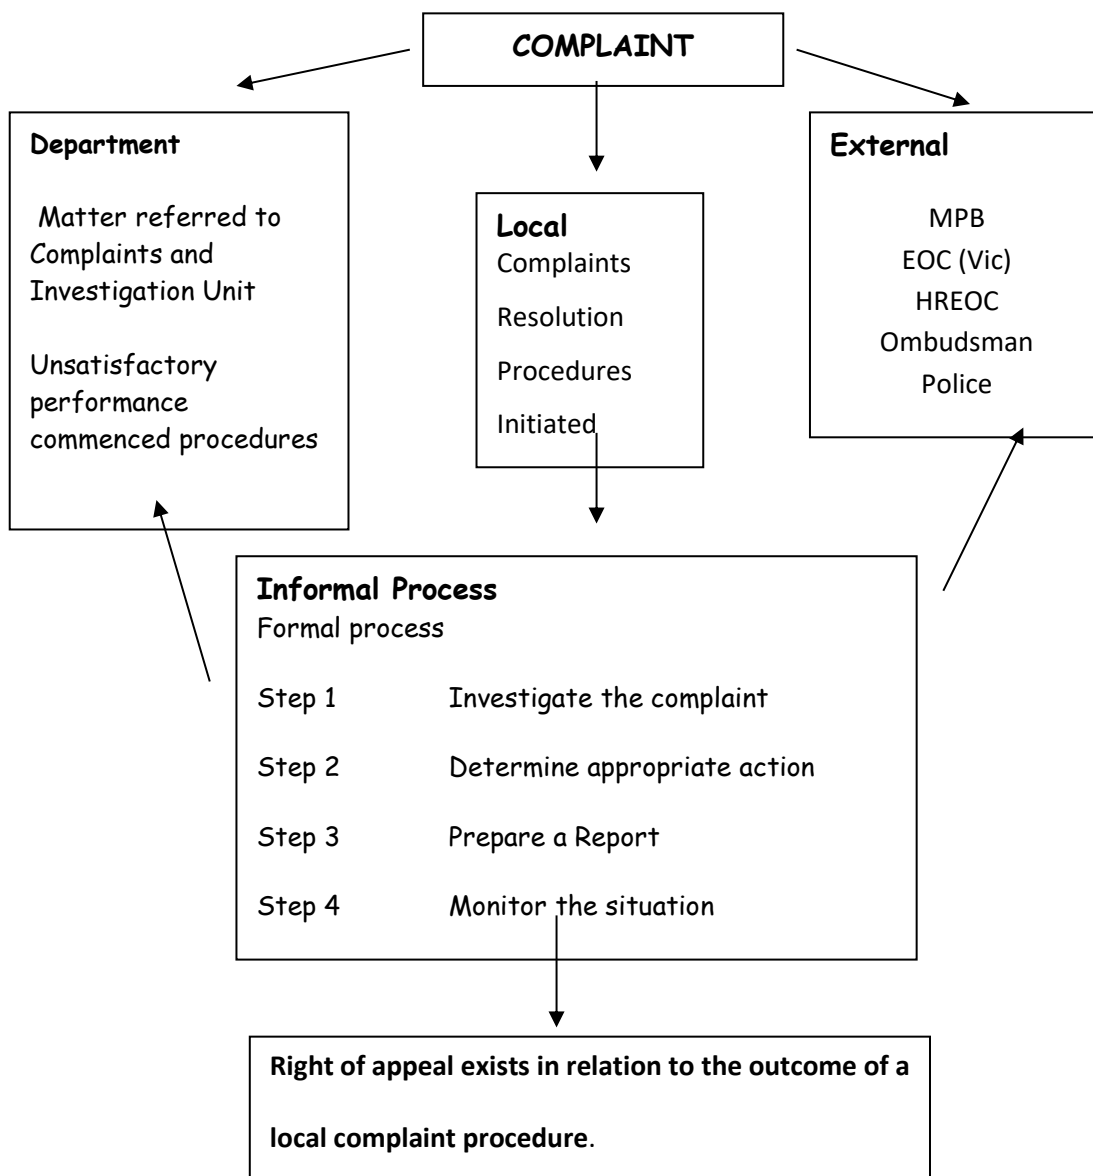 COMPLAINT
Department
Matter referred to
Complaints and
Investigation Unit
Unsatisfactory
performance
commenced procedures
Local
Complaints
Resolution
Procedures
Initiated
External
MPB
EOC (Vic)
HREOC
Ombudsman
Police
Informal Process
Formal process
Step 1 Investigate the complaint
Step 2 Determine appropriate action
Step 3 Prepare a Report
Step 4 Monitor the situation
Right of appeal exists in relation to the outcome of a
local complaint procedure.